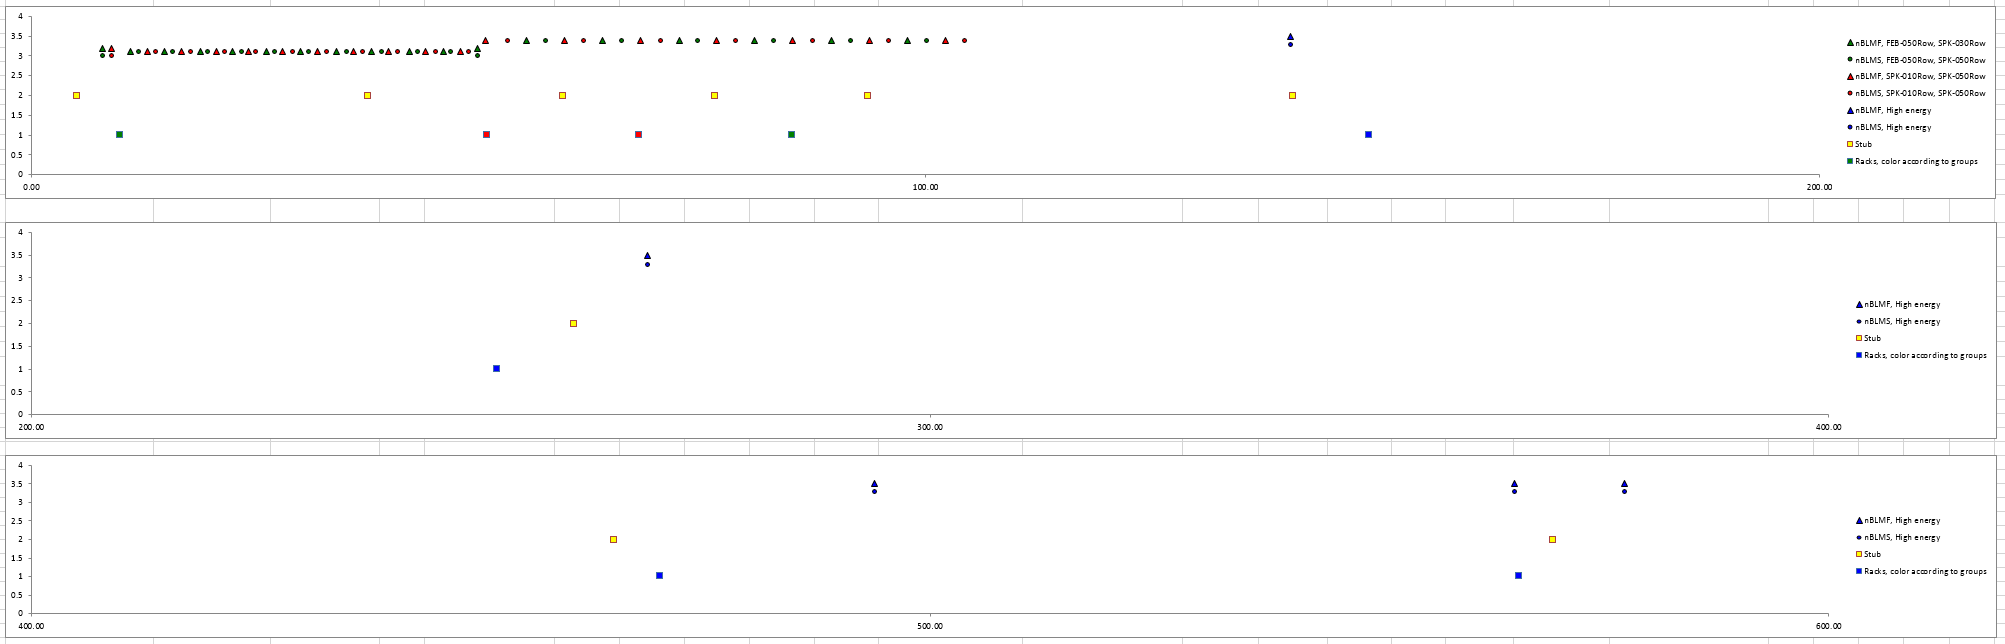 4
3.5
3
2.5
2
1.5
1
0.5
0
0.00 100.00 200.00
nBLMF, FEB-050Row, SPK-030Row
nBLMS, FEB-050Row, SPK-050Row
nBLMF, SPK-010Row, SPK-050Row
nBLMS, SPK-010Row, SPK-050Row
nBLMF, High energy
nBLMS, High energy
Stub
Racks, color according to groups
4
3.5
3
2.5
2
1.5
1
0.5
0
200.00 300.00 400.00
nBLMF, High energy
nBLMS, High energy
Stub
Racks, color according to groups
4
3.5
3
2.5
2
1.5
1
0.5
0
400.00 500.00 600.00
nBLMF, High energy
nBLMS, High energy
Stub
Racks, color according to groups